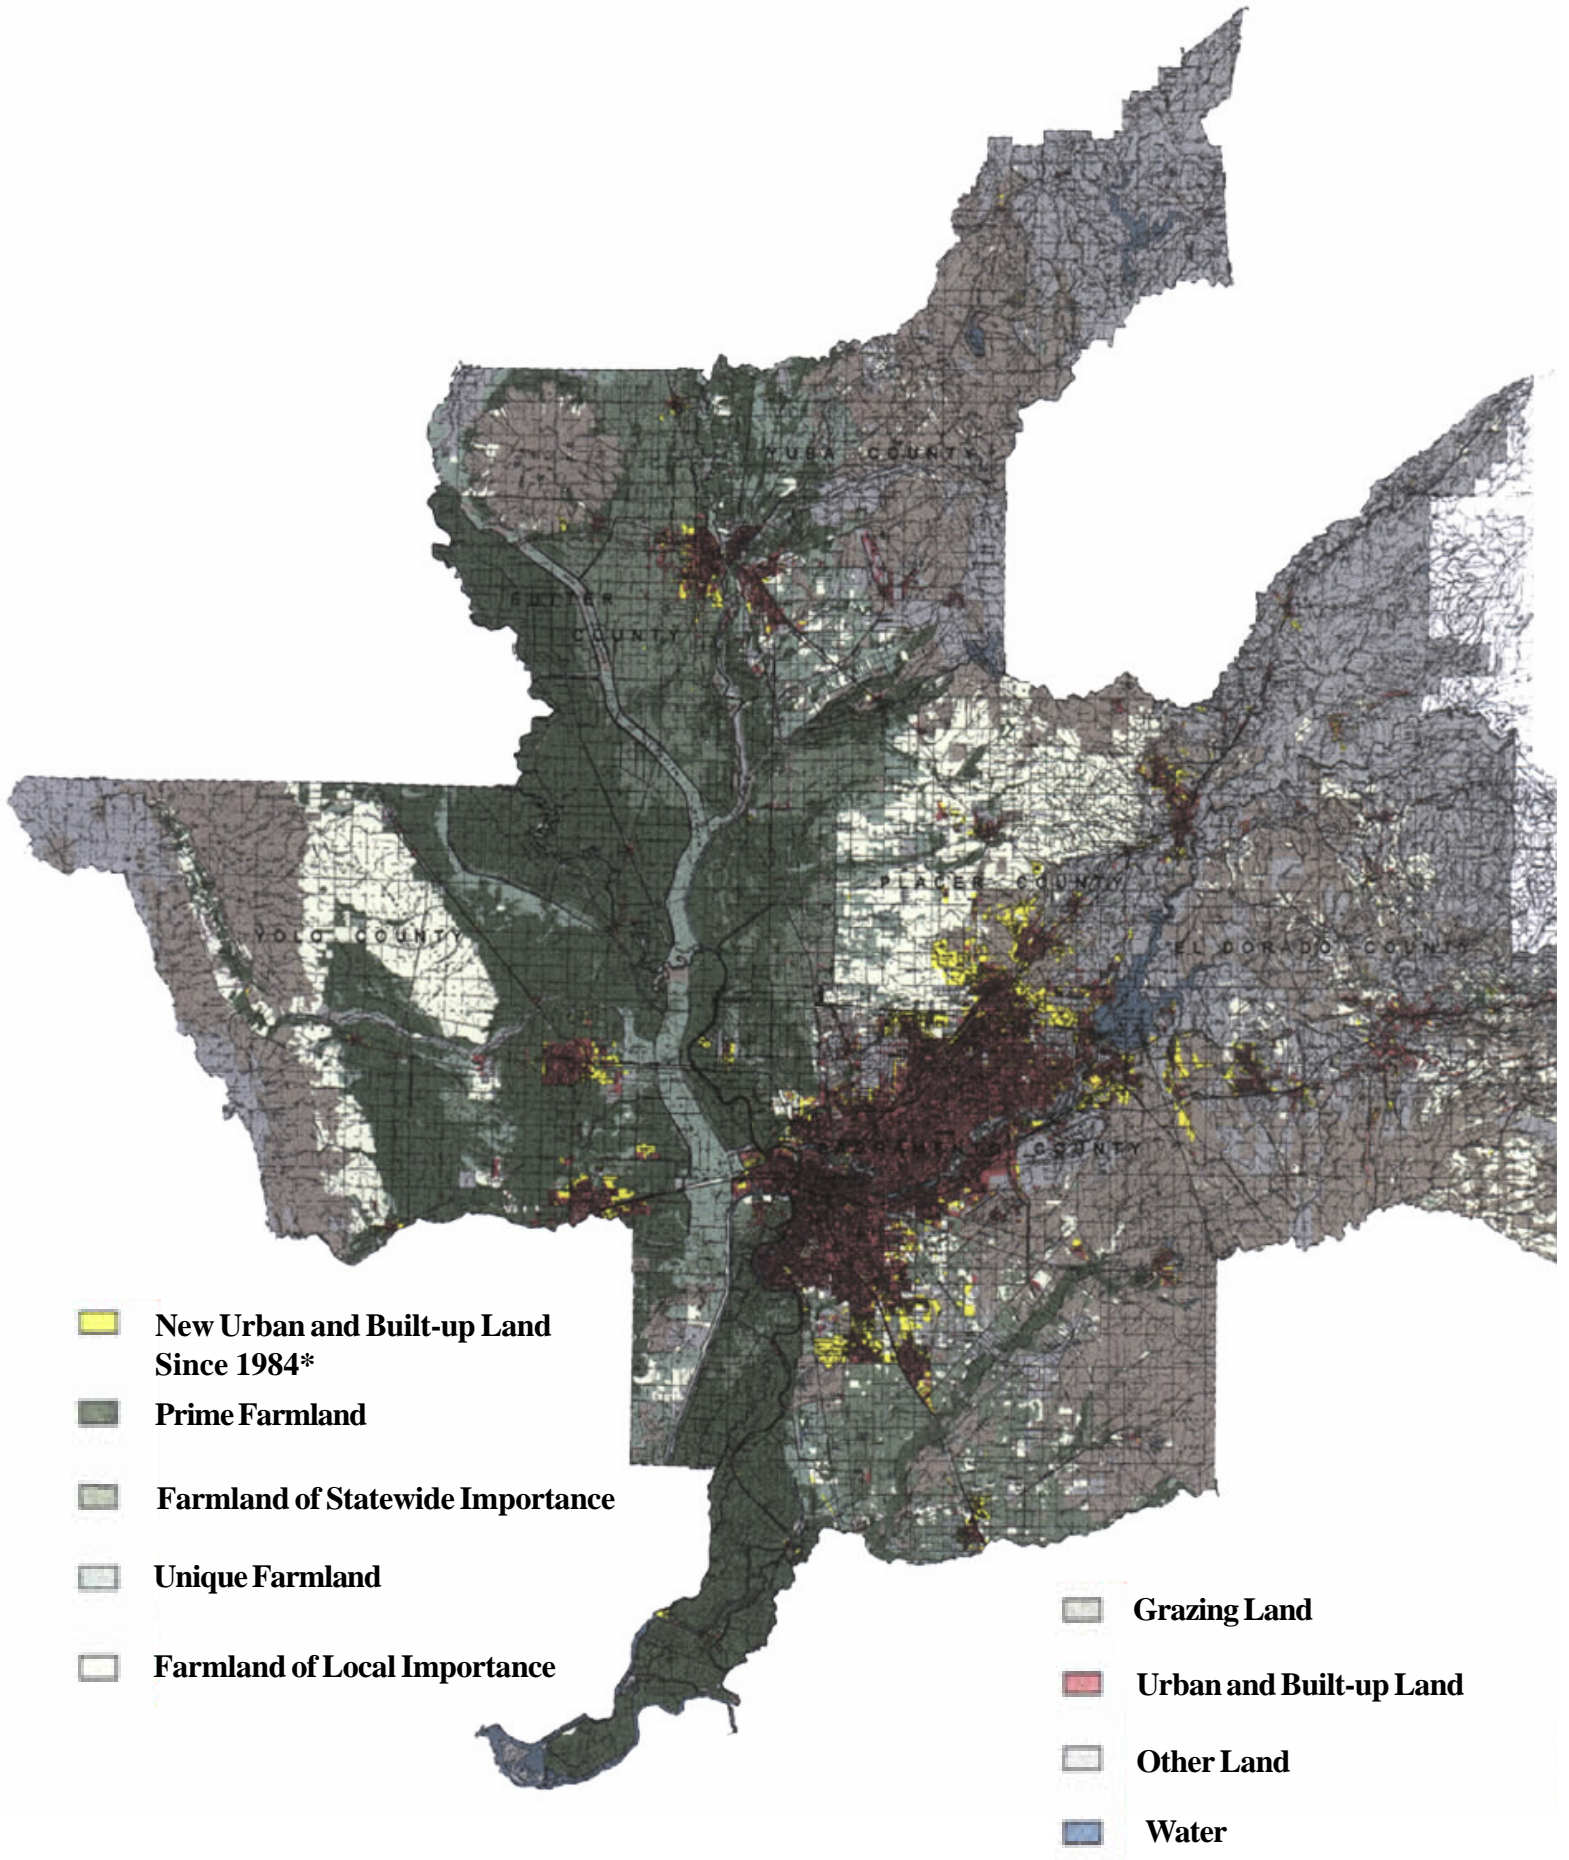 YUBA COUNTY
SUTTER
COUNTY
PLACER COUNTY
YOLO COUNTY
EL DORADO COUNTY
SACRAMENTO COUNTY
New Urban and Built-up Land
Since 1984*
Prime Farmland
Farmland of Statewide Importance
Unique Farmland
Farmland of Local Importance
Grazing Land
Urban and Built-up Land
Other Land
Water